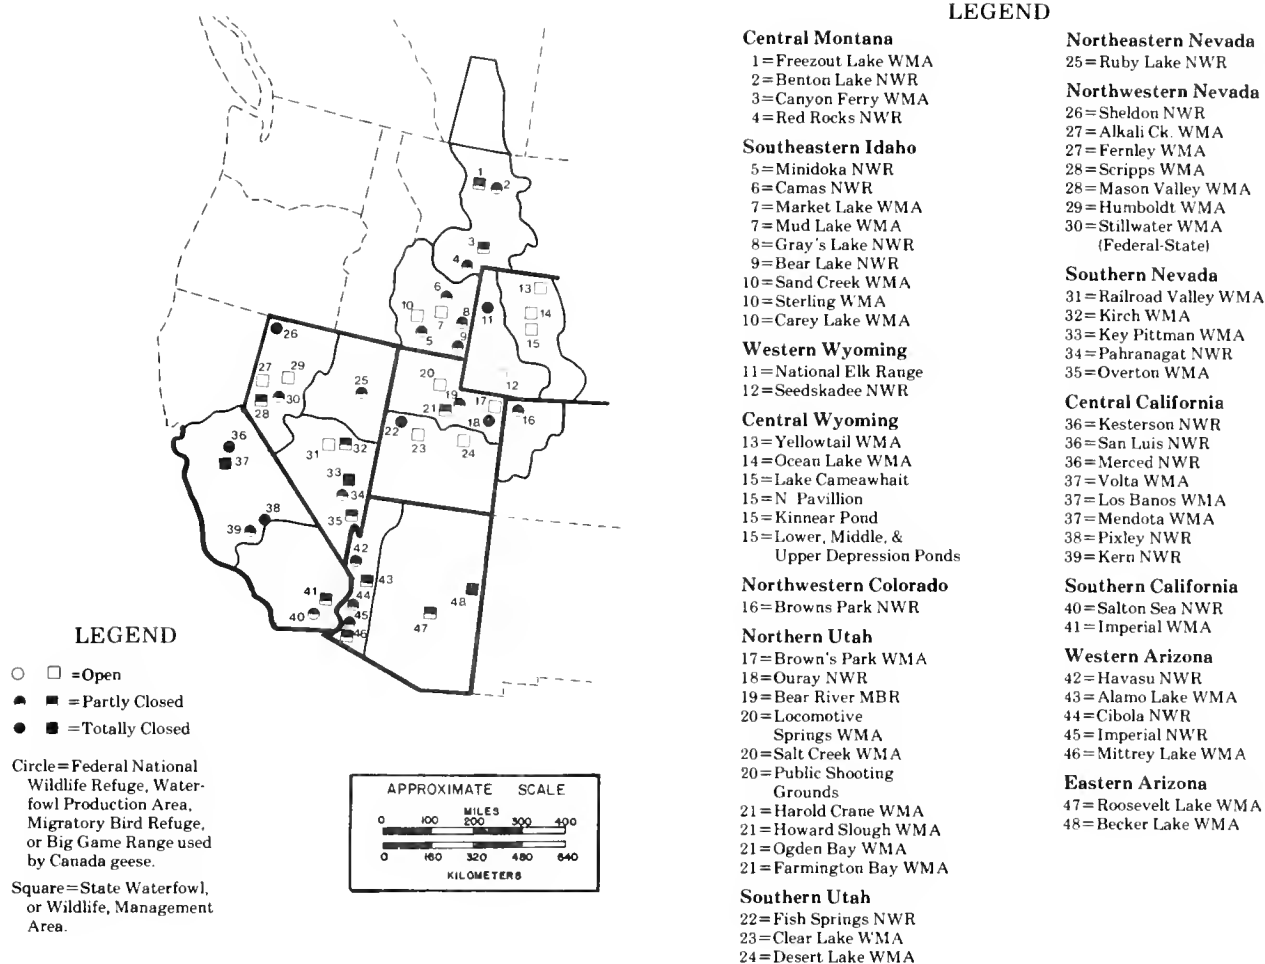 1
2
3
4
13
6
10
7
8
5
9
11
14
15
12
26
27
29
30
28
25
20
19
21
17
18
16
22
23
24
31
32
33
34
35
36
37
38
39
42
43
44
45
46
41
40
47
48
LEGEND
=Open
=Partly Closed
=Totally Closed
Circle=Federal National
Wildlife Refuge, Water-
fowl Production Area,
Migratory Bird Refuge,
or Big Game Range used
by Canada geese.
Square=State Waterfowl,
or Wildlife, Management
Area.
APPROXIMATE SCALE
MILES
0 100 200 300 400
0 160 320 480 640
KILOMETERS
LEGEND
Central Montana
1=Freezout Lake WMA
2=Benton Lake NWR
3=Canyon Ferry WMA
4=Red Rocks NWR
Southeastern Idaho
5=Minidoka NWR
6=Camas NWR
7=Market Lake WMA
7=Mud Lake WMA
8=Gray's Lake NWR
9=Bear Lake NWR
10=Sand Creek WMA
10=Sterling WMA
10=Carey Lake WMA
Western Wyoming
11=National Elk Range
12=Seedskadee NWR
Central Wyoming
13=Yellowtail WMA
14=Ocean Lake WMA
15=Lake Cameawhait
15=N Pavillion
15=Kinnear Pond
15=Lower, Middle, &
Upper Depression Ponds
Northwestern Colorado
16=Browns Park NWR
Northern Utah
17=Brown's Park WMA
18=Ouray NWR
19=Bear River MBR
20=Locomotive
Springs WMA
20=Salt Creek WMA
20=Public Shooting
Grounds
21=Harold Crane WMA
21=Howard Slough WMA
21=Ogden Bay WMA
21=Farmington Bay WMA
Southern Utah
22=Fish Springs NWR
23=Clear Lake WMA
24=Desert Lake WMA
Northeastern Nevada
25=Ruby Lake NWR
Northwestern Nevada
26=Sheldon NWR
27=Alkali Ck. WMA
27=Fernley WMA
28=Scripps WMA
28=Mason Valley WMA
29=Humboldt WMA
30=Stillwater WMA
(Federal-State)
Southern Nevada
31=Railroad Valley WMA
32=Kirch WMA
33=Key Pittman WMA
34=Pahranagat NWR
35=Overton WMA
Central California
36=Kesterson NWR
36=San Luis NWR
36=Merced NWR
37=Volta WMA
37=Los Banos WMA
37=Mendota WMA
38=Pixley NWR
39=Kern NWR
Southern California
40=Salton Sea NWR
41=Imperial WMA
Western Arizona
42=Havasu NWR
43=Alamo Lake WMA
44=Cibola NWR
45=Imperial NWR
46=Mittrey Lake WMA
Eastern Arizona
47=Roosevelt Lake WMA
48=Becker Lake WMA